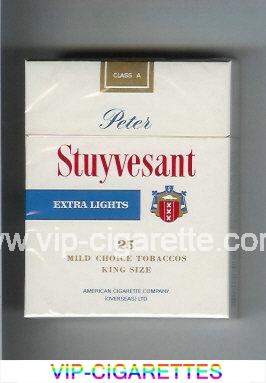 CLASS A
Peter
Stuyvesant
EXTRA LIGHTS
25
MILD CHOICE TOBACCOS
KING SIZE
www.vip-cigarette.com
AMERICAN CIGARETTE COMPANY
(OVERSEAS) LTD
VIP-CIGARETTES